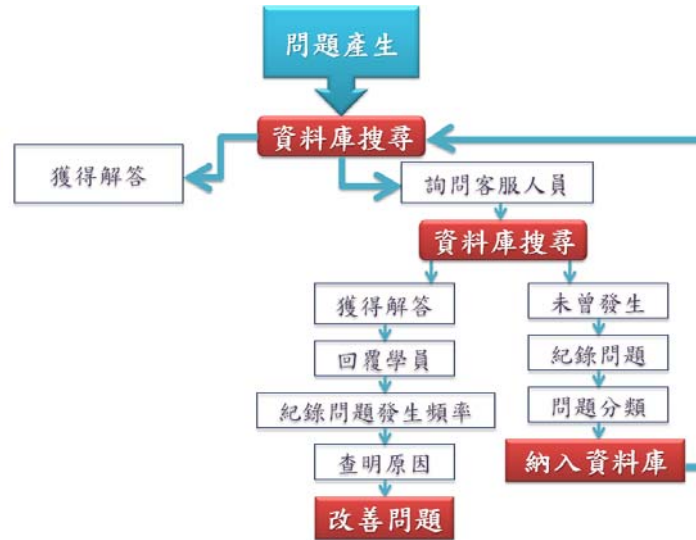 問題產生
資料庫搜尋
獲得解答
詢問客服人員
資料庫搜尋
獲得解答
未曾發生
回覆學員
紀錄問題
紀錄問題發生頻率
問題分類
查明原因
納入資料庫
改善問題